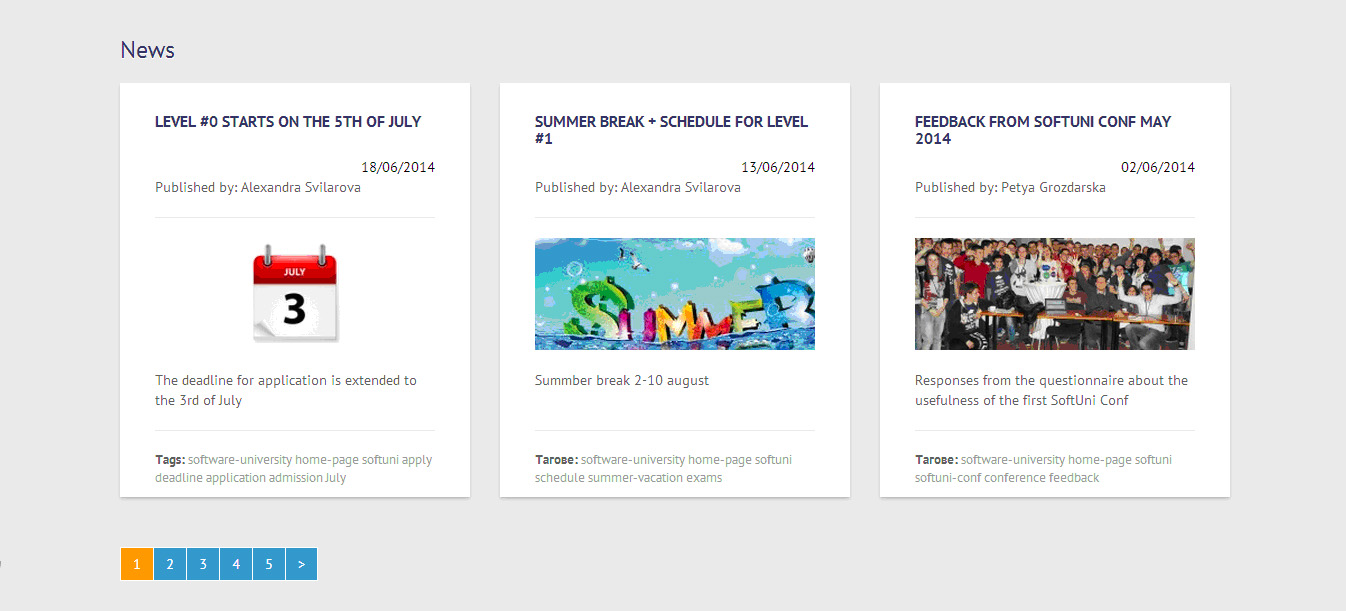 News
LEVEL #0 STARTS ON THE 5TH OF JULY
18/06/2014
Published by: Alexandra Svilarova
JULY
3
The deadline for application is extended to
the 3rd of July
Tags: software-university home-page softuni apply
deadline application admission July
SUMMER BREAK + SCHEDULE FOR LEVEL
#1
13/06/2014
Published by: Alexandra Svilarova
SUMMER
Summber break 2-10 august
Тагове: software-university home-page softuni
schedule summer-vacation exams
FEEDBACK FROM SOFTUNI CONF MAY
2014
02/06/2014
Published by: Petya Grozdarska
Responses from the questionnaire about the
usefulness of the first SoftUni Conf
Тагове: software-university home-page softuni
softuni-conf conference feedback
1 2 3 4 5 >